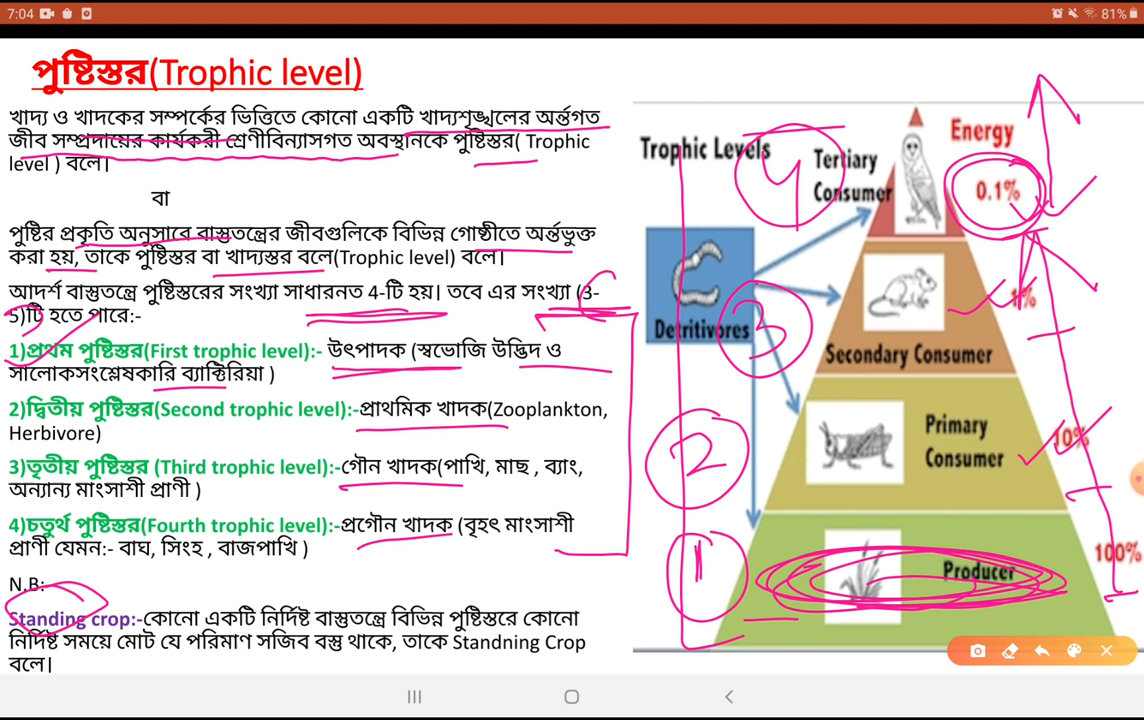 7:04
81%
পুষ্টিস্তর(Trophic level)
খাদ্য ও খাদকের সম্পর্কের ভিত্তিতে কোনো একটি খাদ্যশৃঙ্খলের অর্ন্তগত
জীব সম্প্রদায়ের কার্যকরী শ্রেণীবিন্যাসগত অবস্থানকে পুষ্টিস্তর( Trophic
level ) বলে।
বা
পুষ্টির প্রকৃতি অনুসারে বাস্তুতন্ত্রের জীবগুলিকে বিভিন্ন গোষ্ঠীতে অর্ন্তভুক্ত
করা হয়, তাকে পুষ্টিস্তর বা খাদ্যস্তর বলে(Trophic level) বলে।
আদর্শ বাস্তুতন্ত্রে পুষ্টিস্তরের সংখ্যা সাধারনত 4-টি হয়। তবে এর সংখ্যা (3-
5)টি হতে পারে:-
1)প্রথম পুষ্টিস্তর(First trophic level):- উৎপাদক (স্বভোজি উদ্ভিদ ও
সালোকসংশ্লেষকারি ব্যাক্টিরিয়া )
2)দ্বিতীয় পুষ্টিস্তর(Second trophic level):-প্রাথমিক খাদক(Zooplankton,
Herbivore)
3)তৃতীয় পুষ্টিস্তর (Third trophic level):-গৌন খাদক(পাখি, মাছ , ব্যাং,
অন্যান্য মাংসাশী প্রাণী )
4)চতুর্থ পুষ্টিস্তর(Fourth trophic level):-প্রগৌন খাদক (বৃহৎ মাংসাশী
প্রাণী যেমন:- বাঘ, সিংহ , বাজপাখি )
N.B:-
Standing crop:-কোনো একটি নির্দিষ্ট বাস্তুতন্ত্রে বিভিন্ন পুষ্টিস্তরে কোনো
নির্দিষ্ট সময়ে মোট যে পরিমাণ সজিব বস্তু থাকে, তাকে Standning Crop
বলে।
Trophic Levels
Energy
Tertiary
Consumer
0.1%
4
1%
Detritivores
3
Secondary Consumer
Primary
Consumer
10%
2
100%
Producer
1